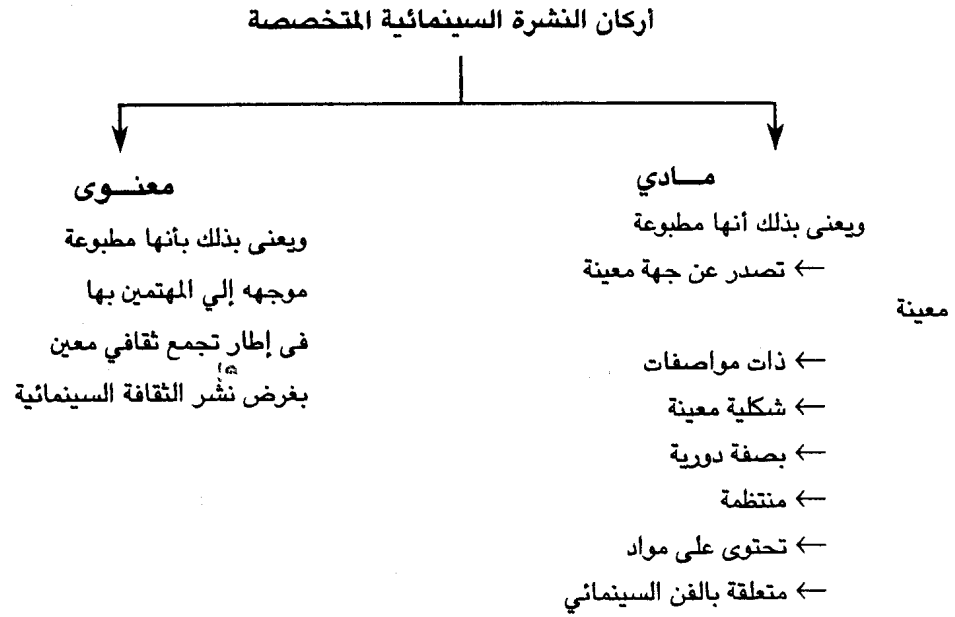 أركان النشرة السينمائية المتخصصة
مـــادي
ويعنى بذلك أنها مطبوعة
← تصدر عن جهة معينة
معينة
← ذات مواصفات
← شكلية معينة
← بصفة دورية
← منتظمة
← تحتوى على مواد
← متعلقة بالفن السينمائي
معنـــوى
ويعنى بذلك بأنها مطبوعة
موجهه إلي المهتمين بها
فى إطار تجمع ثقافي معين
بغرض نشر الثقافة السينمائية